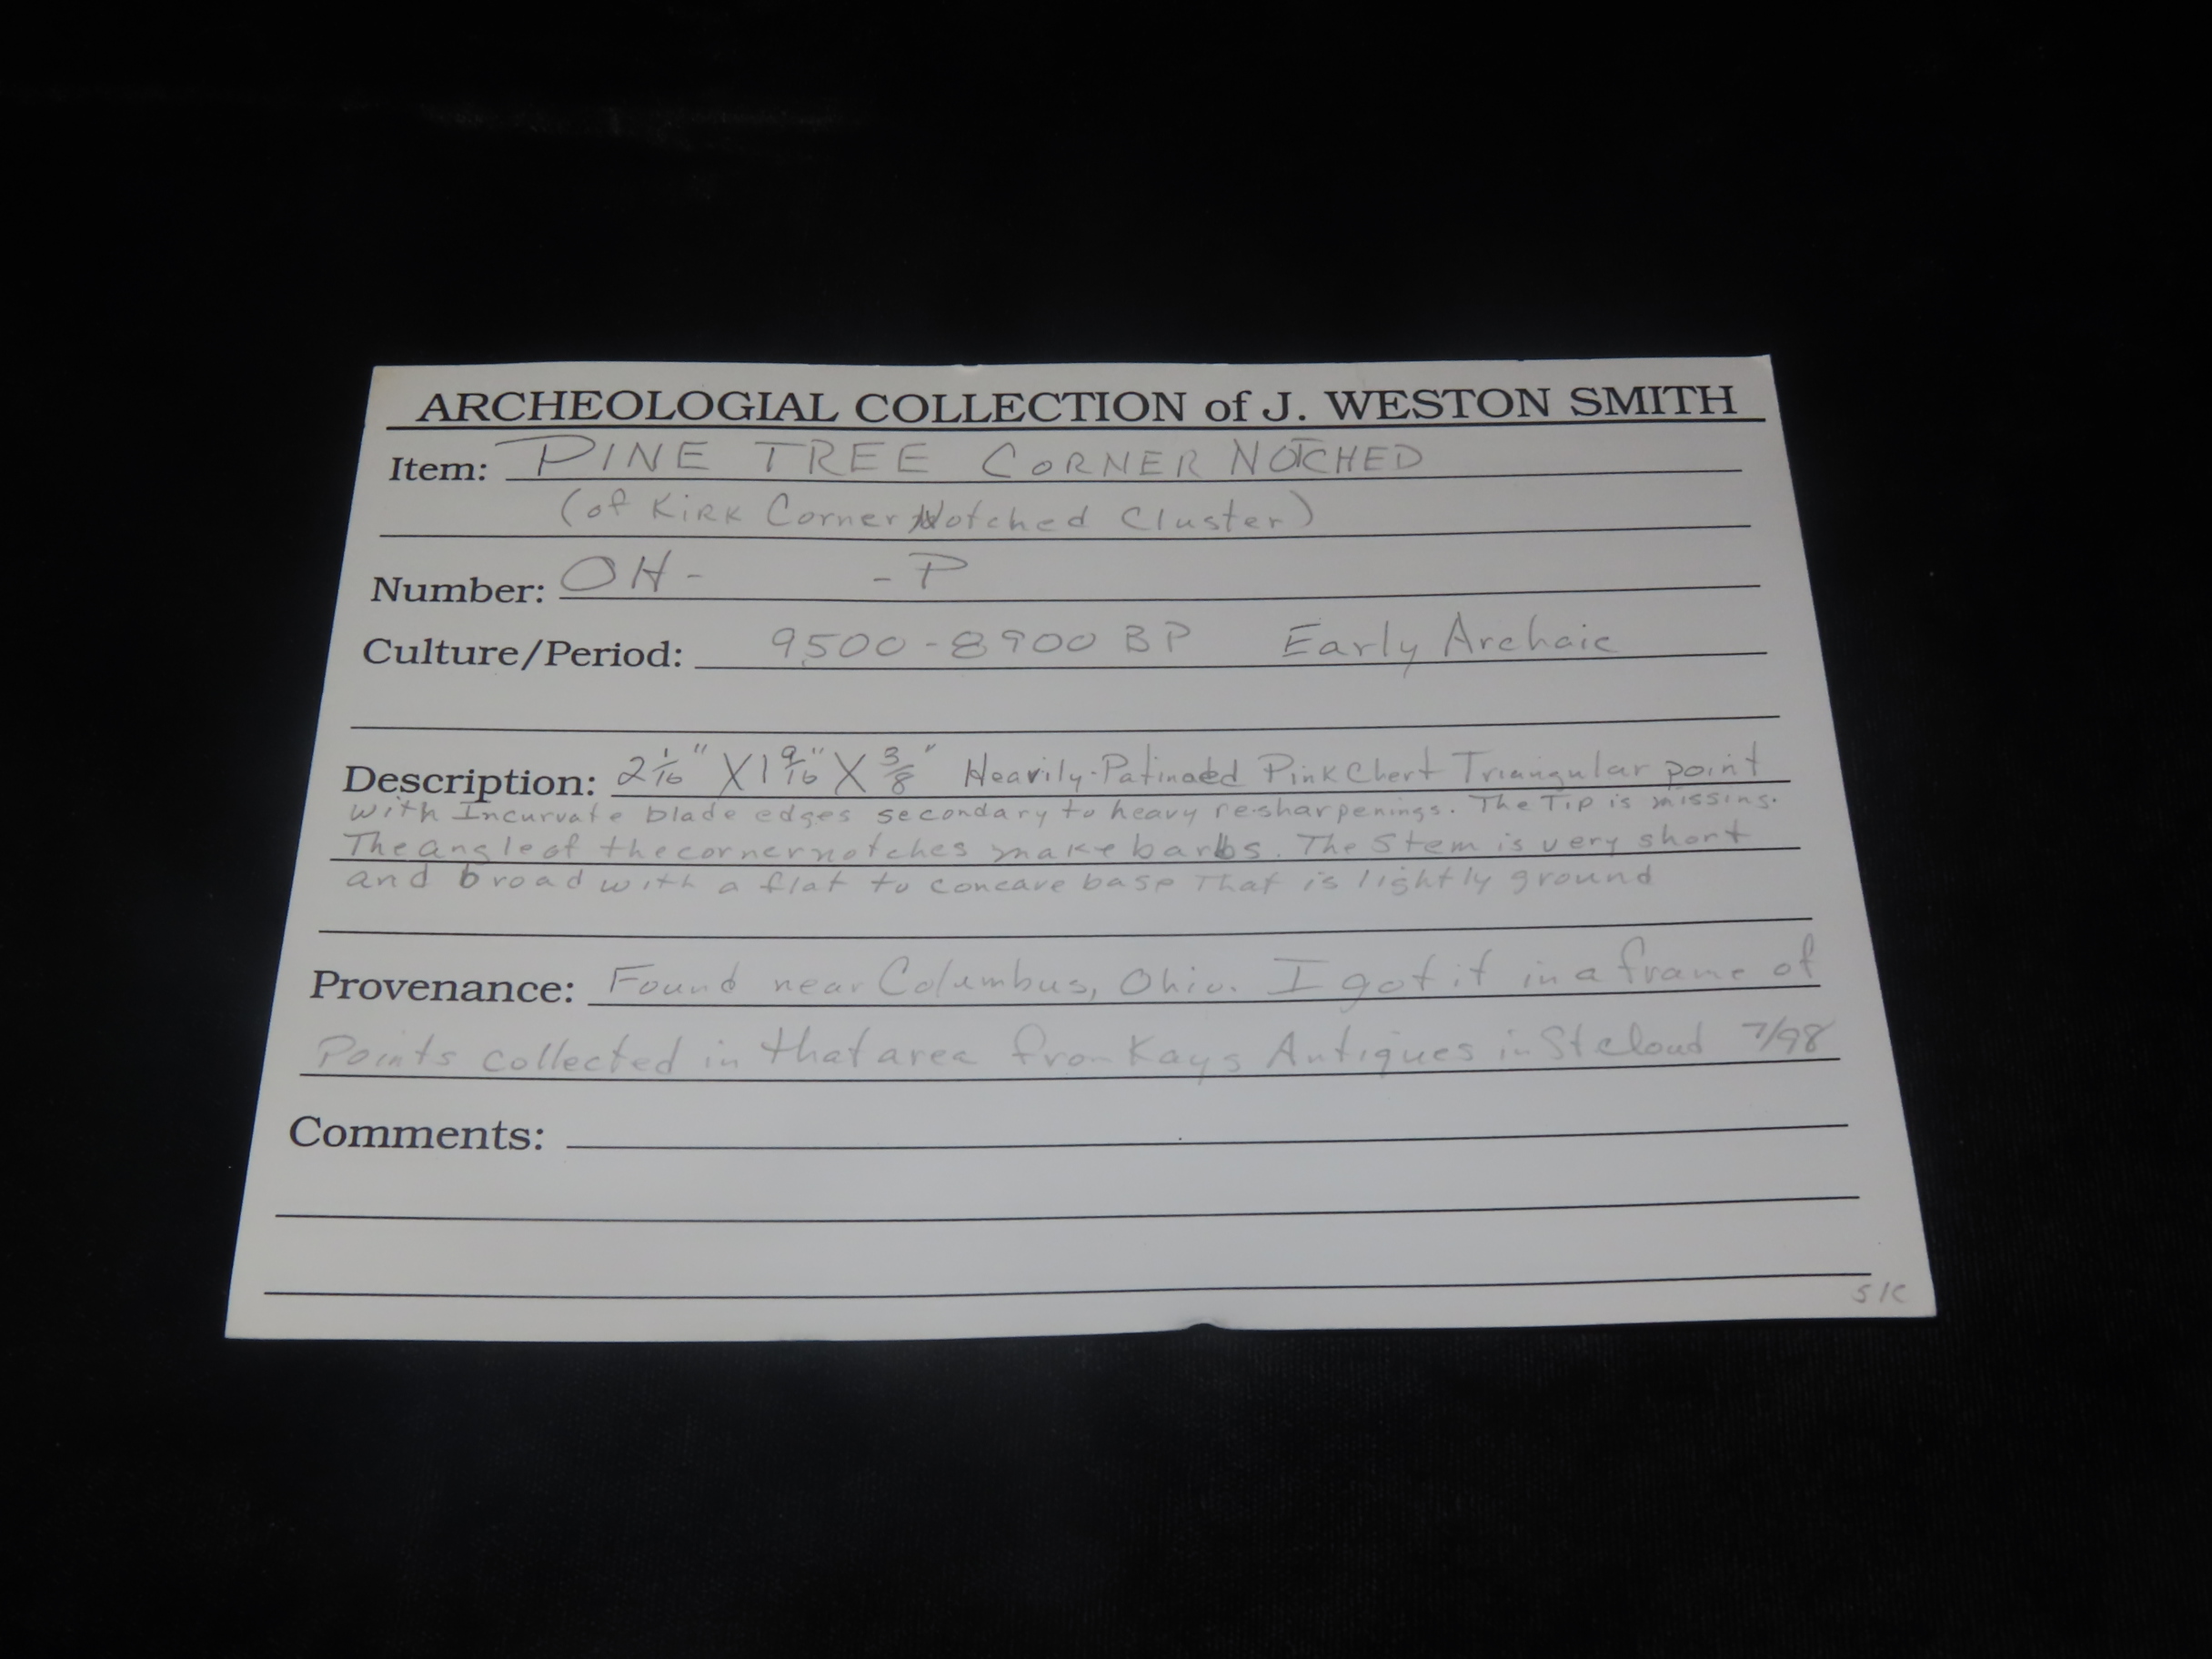 ARCHEOLOGIAL COLLECTION of J. WESTON SMITH
Item: PINE TREE CORNER NOTCHED
(of KIRK Corner Notched Cluster)
Number: OH- -P
Culture/Period: 9500-8900 BP Early Archaic
Description: 2 1/16" X 1 9/16" X 3/8" Heavily-Patinaed Pink Chert Triangular point
with Incurvate blade edges secondary to heavy re-sharpenings. The Tip is missing.
The angle of the corner notches make barbs. The Stem is very short
and broad with a flat to concave base That is lightly ground
Provenance: Found near Columbus, Ohio. I got it in a frame of
Points collected in that area from Kays Antiques in St cloud 7/98
Comments: